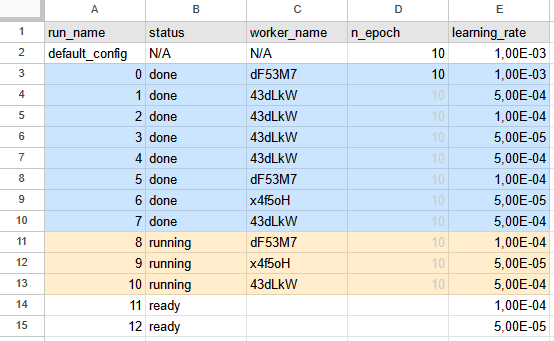 A B C D E
1 run_name status worker_name n_epoch learning_rate
2 default_config N/A N/A 10 1,00E-03
3 0 done dF53M7 10 1,00E-03
4 1 done 43dLkW 10 5,00E-04
5 2 done 43dLkW 10 1,00E-04
6 3 done 43dLkW 10 5,00E-05
7 4 done 43dLkW 10 5,00E-04
8 5 done dF53M7 10 1,00E-04
9 6 done x4f5oH 10 5,00E-05
10 7 done 43dLkW 10 5,00E-04
11 8 running dF53M7 10 1,00E-04
12 9 running x4f5oH 10 5,00E-05
13 10 running 43dLkW 10 5,00E-04
14 11 ready 1,00E-04
15 12 ready 5,00E-05